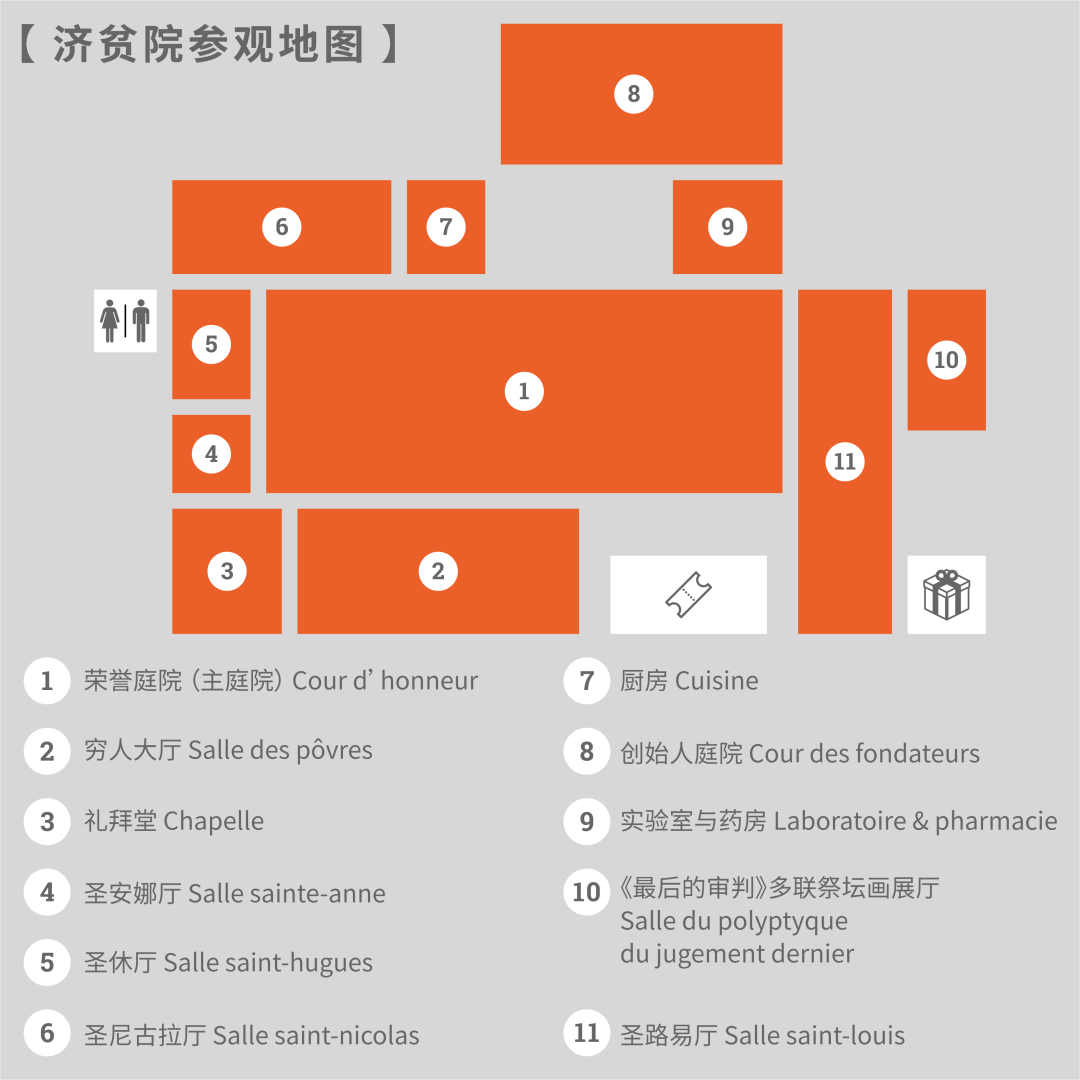 【 济贫院参观地图 】
8
6
7
9
5
10
1
4
11
3
2
1 荣誉庭院（主庭院）Cour d’ honneur
2 穷人大厅 Salle des pôvres
3 礼拜堂 Chapelle
4 圣安娜厅 Salle sainte-anne
5 圣休厅 Salle saint-hugues
6 圣尼古拉厅 Salle saint-nicolas
7 厨房 Cuisine
8 创始人庭院 Cour des fondateurs
9 实验室与药房 Laboratoire & pharmacie
10 《最后的审判》多联祭坛画展厅
Salle du polyptyque
du jugement dernier
11 圣路易厅 Salle saint-louis